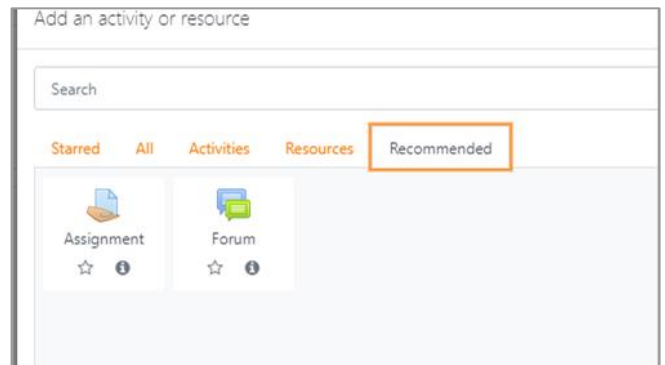 Add an activity or resource
Search
Starred All Activities Resources Recommended
Assignment Forum